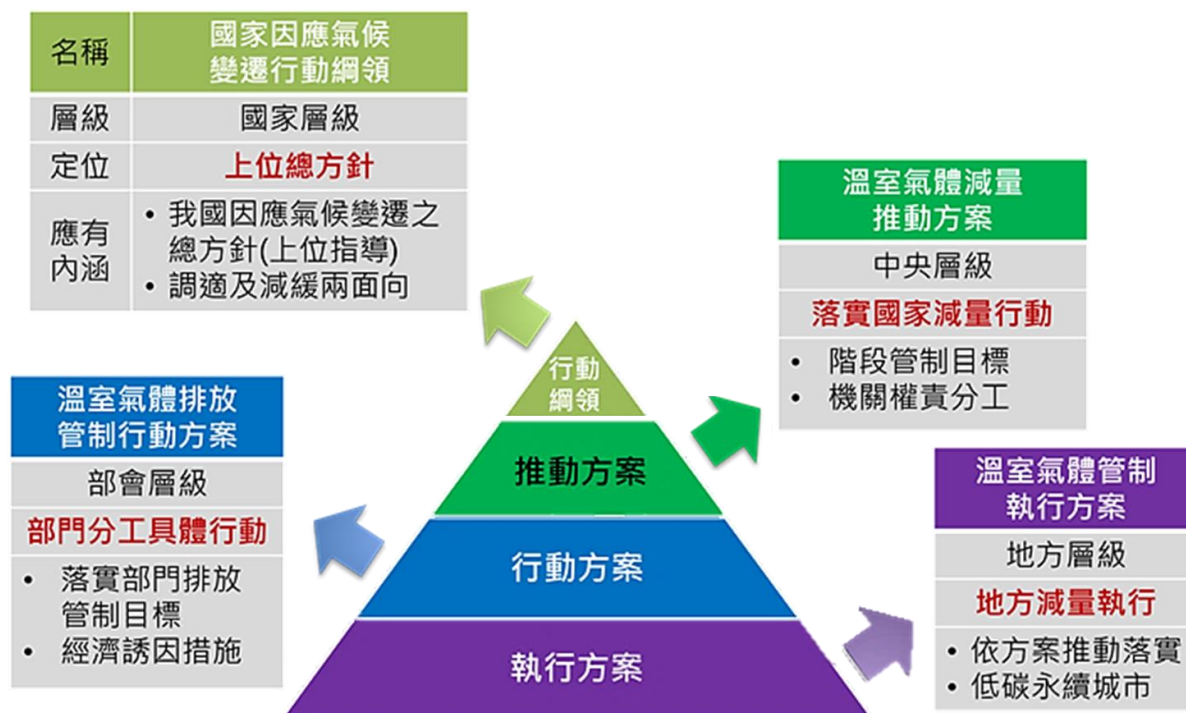 名稱
國家因應氣候
變遷行動綱領
層級
國家層級
定位
上位總方針
應有
內涵
• 我國因應氣候變遷之
總方針(上位指導)
• 調適及減緩兩面向
溫室氣體減量
推動方案
中央層級
落實國家減量行動
• 階段管制目標
• 機關權責分工
溫室氣體排放
管制行動方案
部會層級
部門分工具體行動
• 落實部門排放
管制目標
• 經濟誘因措施
行動
綱領
推動方案
行動方案
執行方案
溫室氣體管制
執行方案
地方層級
地方減量執行
• 依方案推動落實
• 低碳永續城市